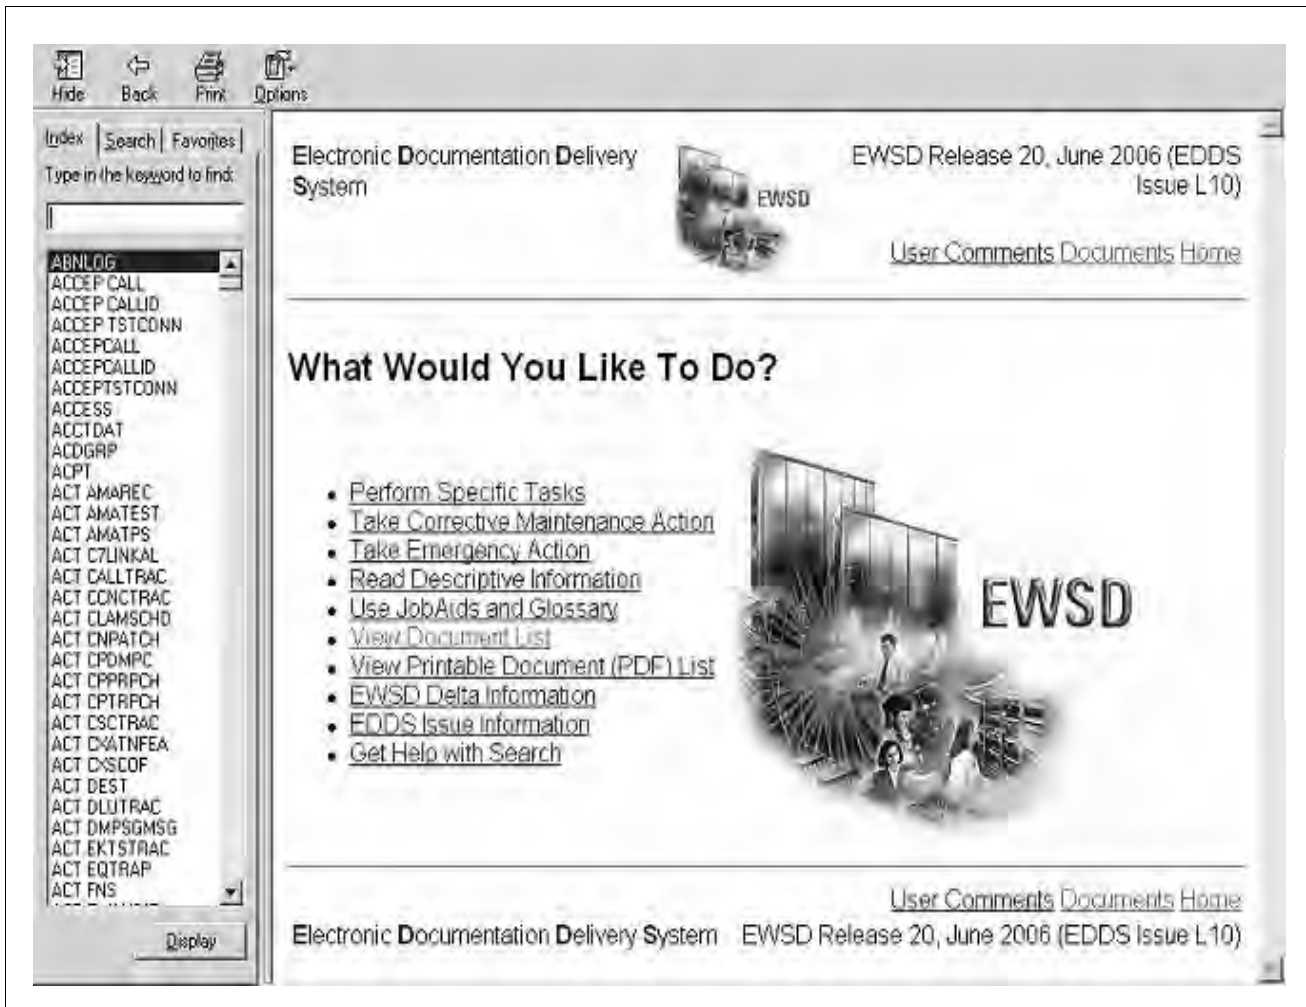 Hide Back Print Options
Index Search Favorites
Type in the keyword to find:
ABNLOG
ACCEP CALL
ACCEP CALLID
ACCEP TSTCONN
ACCEPCALL
ACCEPCALLID
ACCEPTSTCONN
ACCESS
ACCTDAT
ACDGRP
ACPT
ACT AMAREC
ACT AMATEST
ACT AMATPS
ACT C7LINKAL
ACT CALLTRAC
ACT CCNCTRAC
ACT CLAMSCHD
ACT CNPATCH
ACT CPDMPC
ACT CPPRPCH
ACT CPTRPCH
ACT CSCTRAC
ACT CXATNFEA
ACT CXSCOF
ACT DEST
ACT DLUTRAC
ACT DMPSGMSG
ACT EKTSTRAC
ACT EQTRAP
ACT FNS
Display
Electronic Documentation Delivery
System
EWSD
EWSD Release 20, June 2006 (EDDS
Issue L10)
User Comments Documents Home
What Would You Like To Do?
• Perform Specific Tasks
• Take Corrective Maintenance Action
• Take Emergency Action
• Read Descriptive Information
• Use JobAids and Glossary
• View Document List
• View Printable Document (PDF) List
• EWSD Delta Information
• EDDS Issue Information
• Get Help with Search
EWSD
User Comments Documents Home
Electronic Documentation Delivery System EWSD Release 20, June 2006 (EDDS Issue L10)